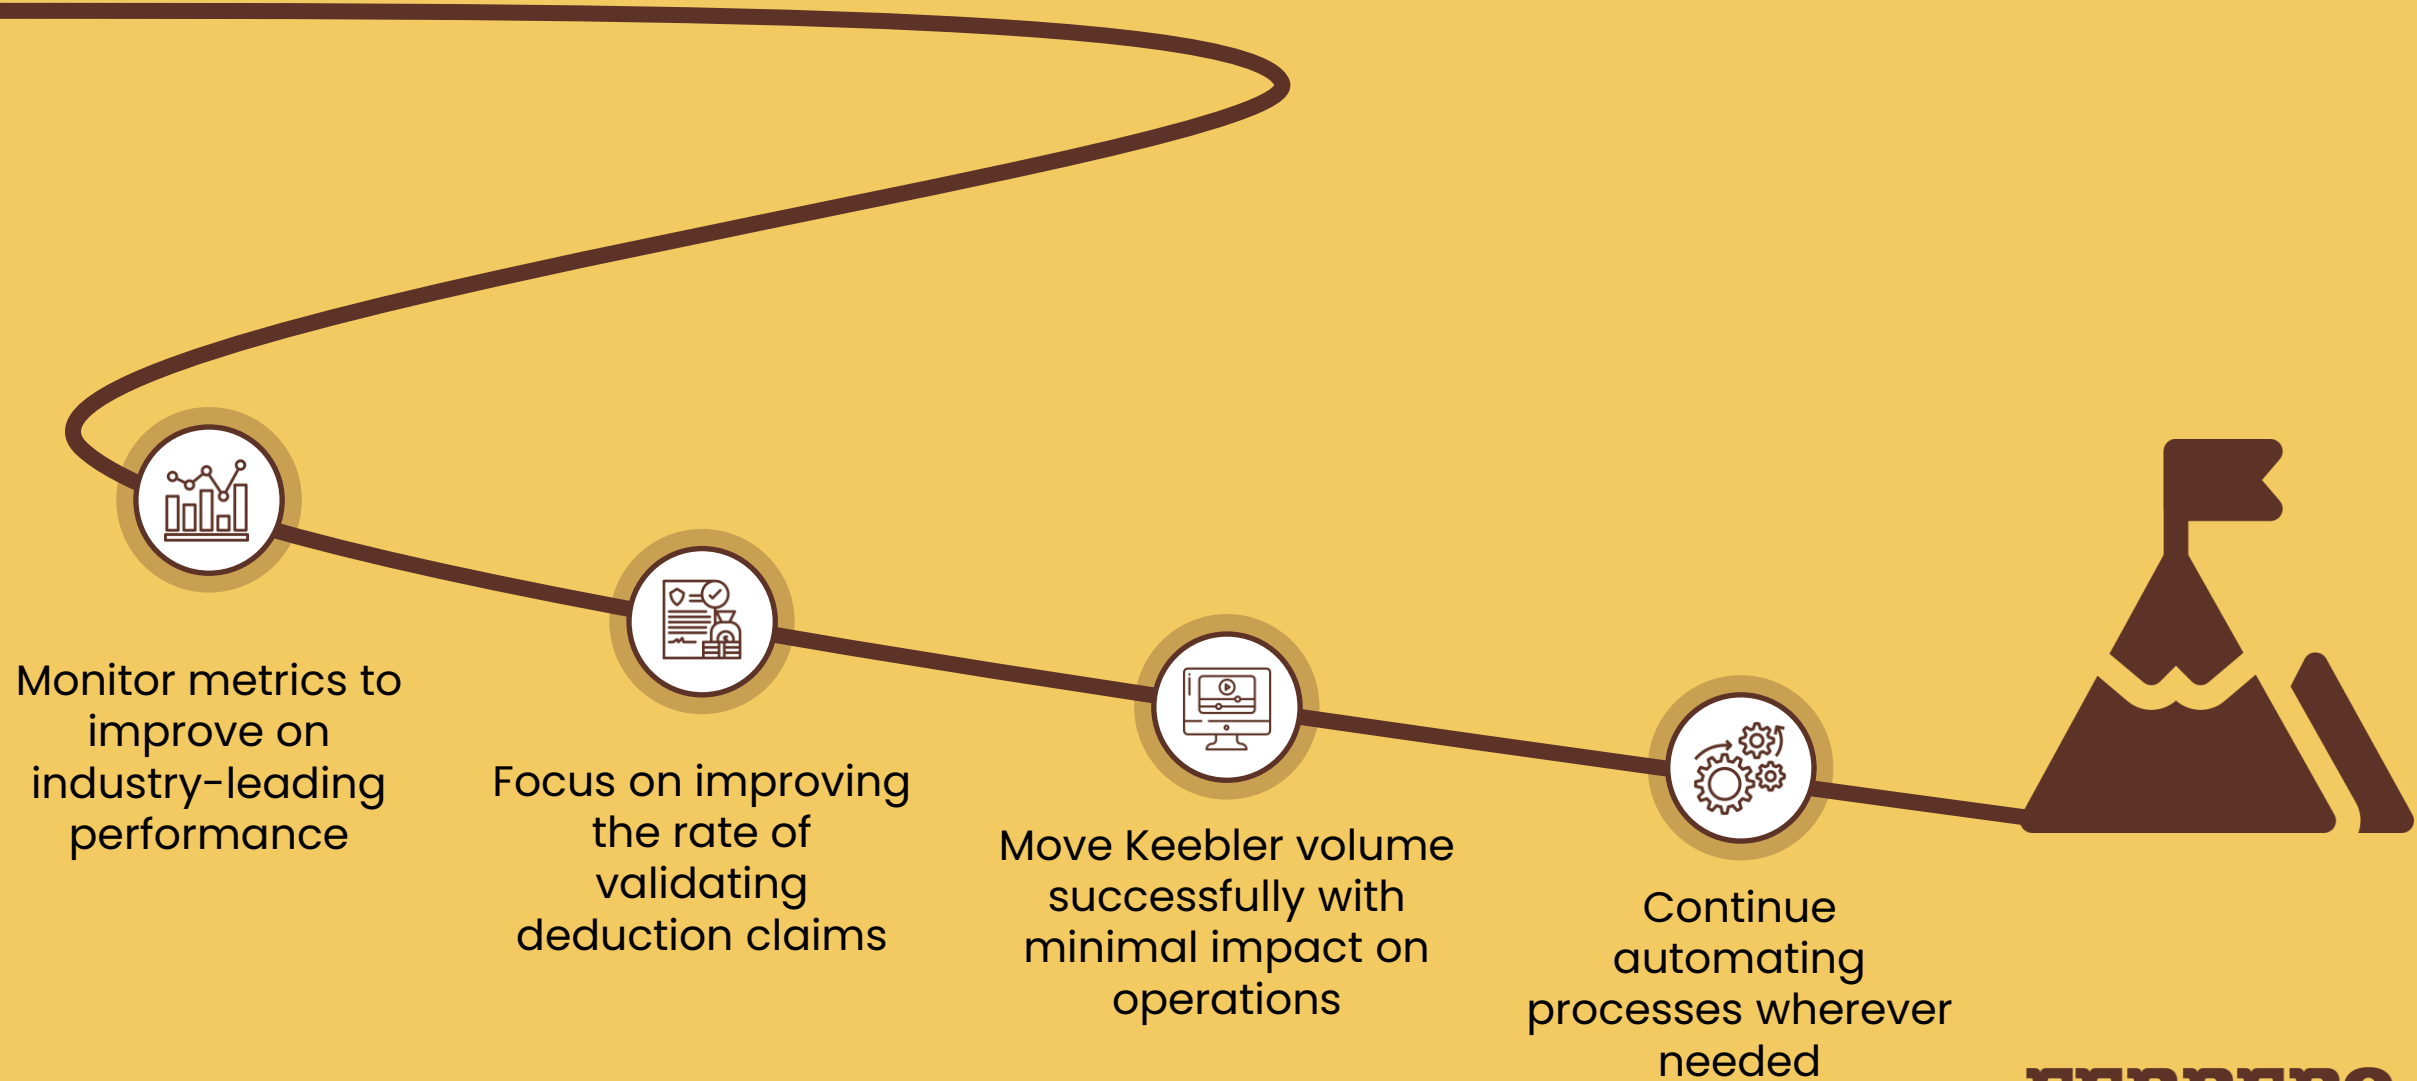 Monitor metrics to
improve on
industry-leading
performance
Focus on improving
the rate of
validating
deduction claims
Move Keebler volume
successfully with
minimal impact on
operations
Continue
automating
processes wherever
needed